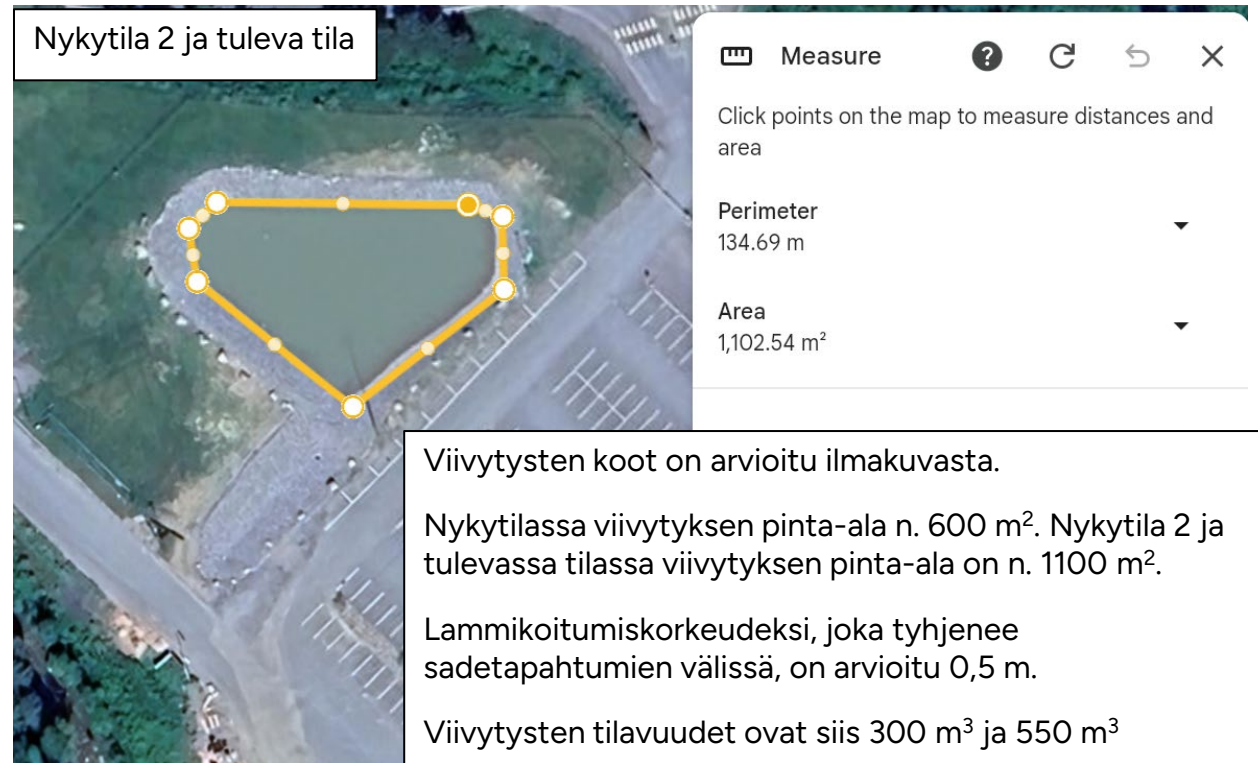 Nykytila 2 ja tuleva tila
Measure
Click points on the map to measure distances and
area
Perimeter
134.69 m
Area
1,102.54 m²
Viivytysten koot on arvioitu ilmakuvasta.
Nykytilassa viivytyksen pinta-ala n. 600 m². Nykytila 2 ja
tulevassa tilassa viivytyksen pinta-ala on n. 1100 m².
Lammikoitumiskorkeudeksi, joka tyhjenee
sadetapahtumien välissä, on arvioitu 0,5 m.
Viivytysten tilavuudet ovat siis 300 m³ ja 550 m³